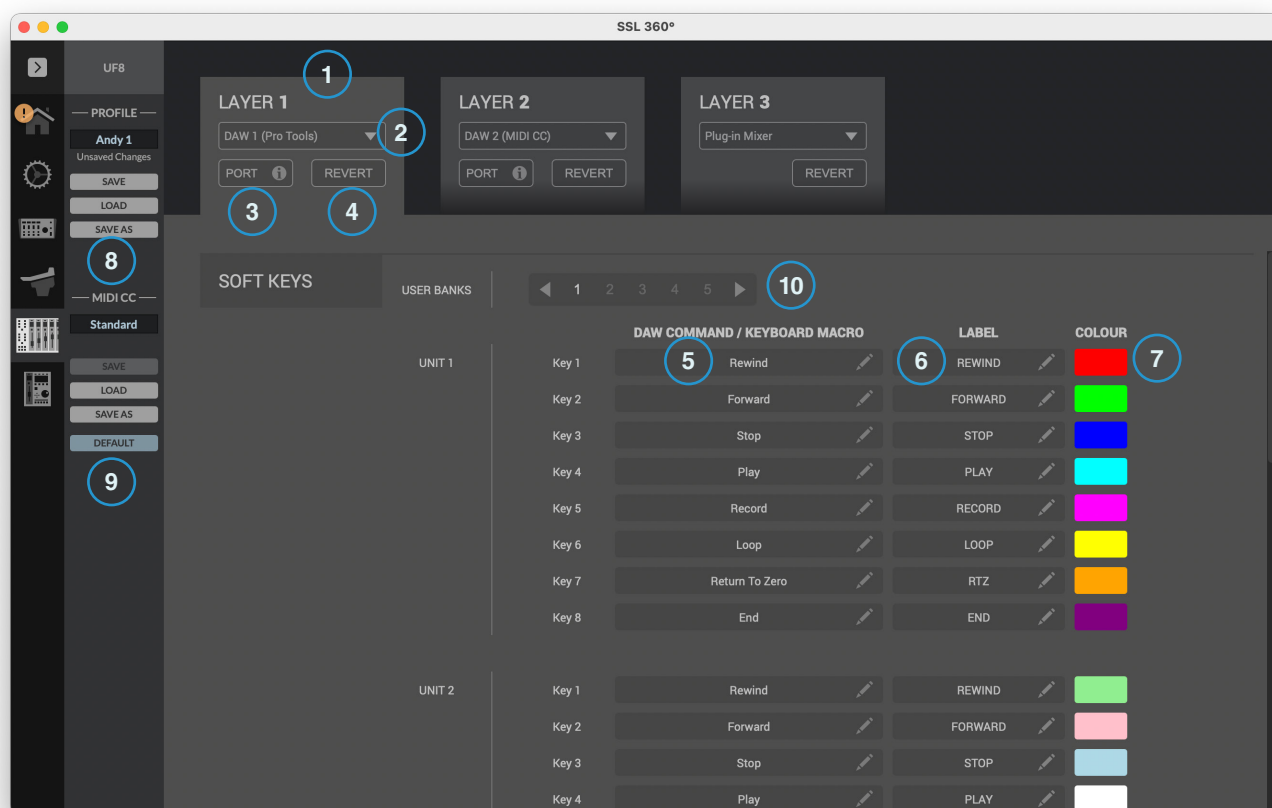 SSL 360°
UF8
PROFILE
Andy 1
Unsaved Changes
SAVE
LOAD
SAVE AS
8
MIDI CC
Standard
SAVE
LOAD
SAVE AS
DEFAULT
9
!
1
LAYER 1
DAW 1 (Pro Tools)
2
PORT i
REVERT
3
4
LAYER 2
DAW 2 (MIDI CC)
PORT i
REVERT
LAYER 3
Plug-in Mixer
REVERT
SOFT KEYS
USER BANKS
1 2 3 4 5
10
DAW COMMAND / KEYBOARD MACRO LABEL COLOUR
UNIT 1 Key 1 5 Rewind 6 REWIND 7
Key 2 Forward FORWARD
Key 3 Stop STOP
Key 4 Play PLAY
Key 5 Record RECORD
Key 6 Loop LOOP
Key 7 Return To Zero RTZ
Key 8 End END
UNIT 2 Key 1 Rewind REWIND
Key 2 Forward FORWARD
Key 3 Stop STOP
Key 4 Play PLAY